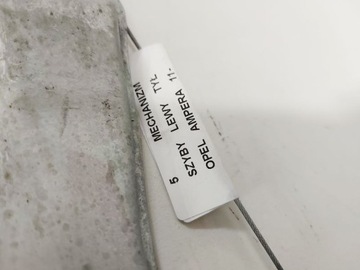 5 MECHANIZM
SZYBY LEWY TYŁ
OPEL AMPERA 11-